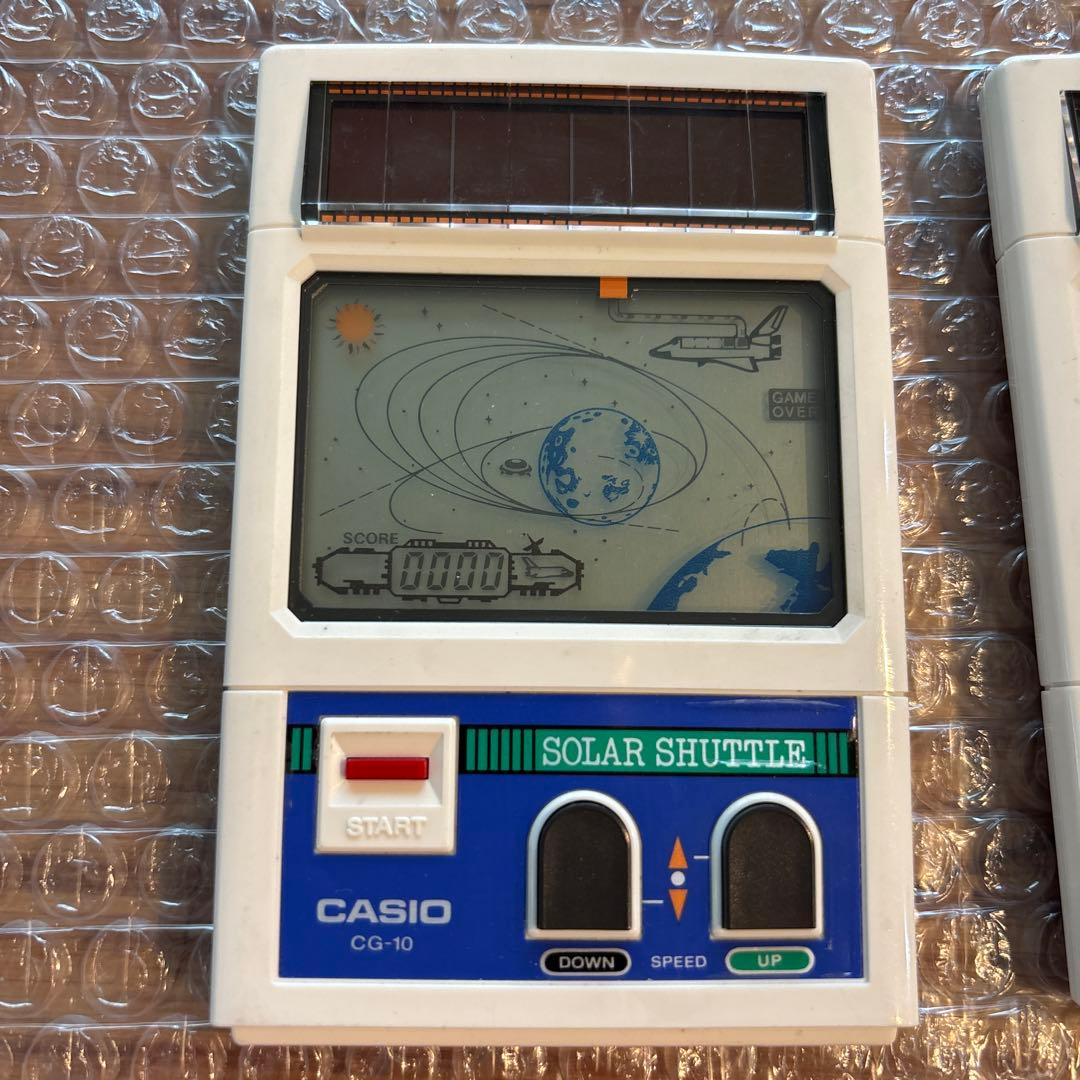 GAME
OVER
SCORE
0000
SOLAR SHUTTLE
START
CASIO
CG-10
DOWN
SPEED
UP